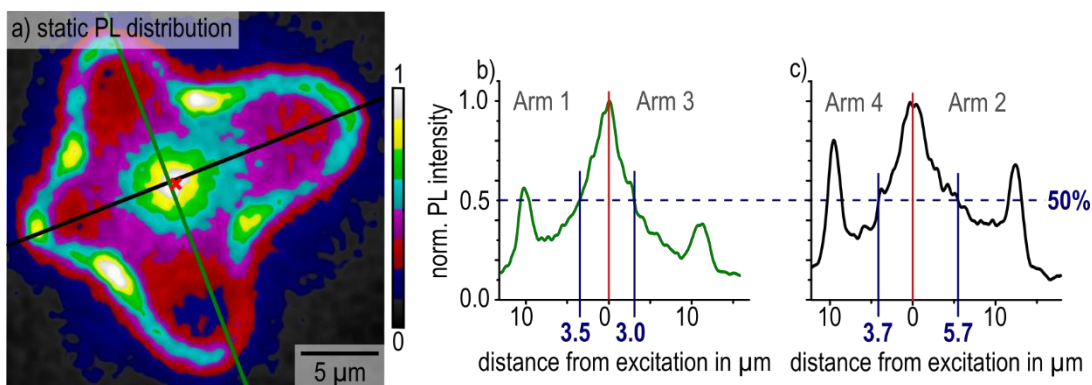 a) static PL distribution
1
0
5 µm
b)
Arm 1
Arm 3
norm. PL intensity
1.0
0.5
0.0
10
0
10
3.5
3.0
distance from excitation in µm
c)
Arm 4
Arm 2
50%
10
0
10
3.7
5.7
distance from excitation in µm